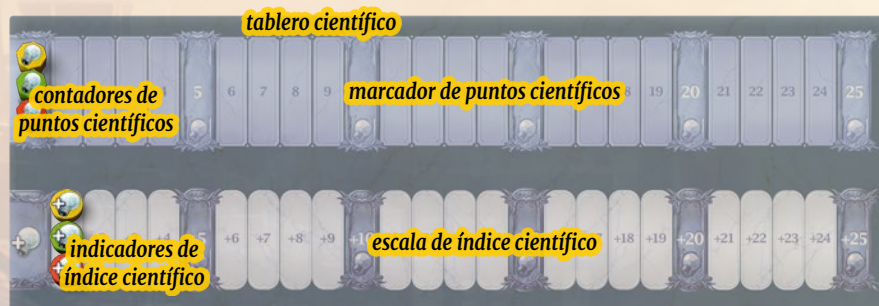 tablero científico
5 6 7 8 9 18 19 20 21 22 23 24 25
contadores de
puntos científicos
marcador de puntos científicos
+6 +7 +8 +9 +10 +18 +19 +20 +21 +22 +23 +24 +25
indicadores de
índice científico
escala de índice científico